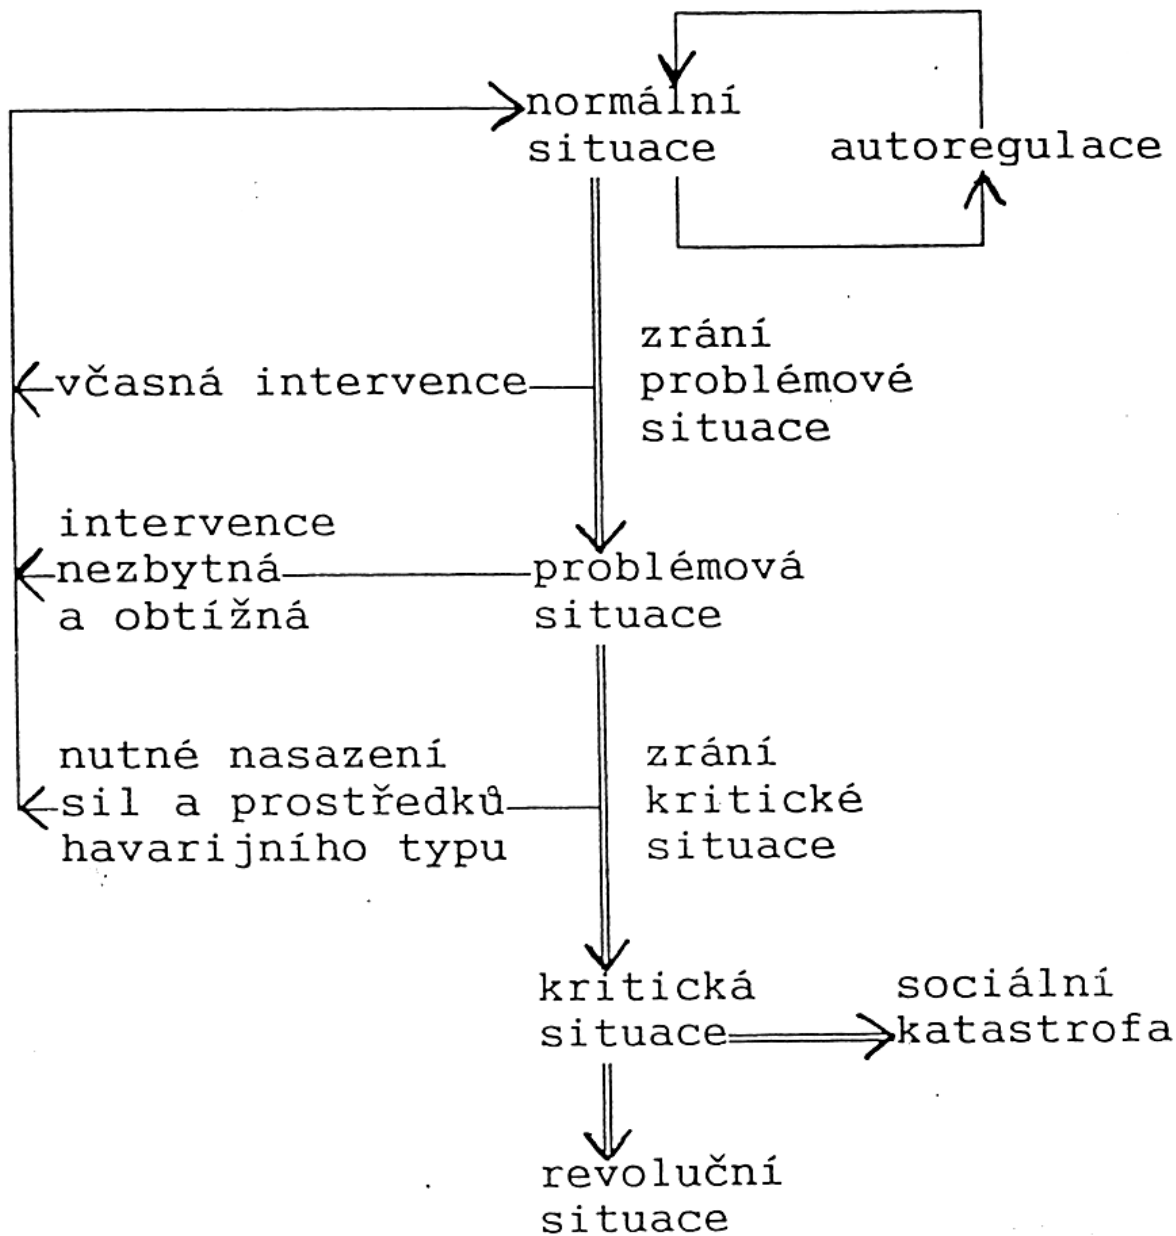 normální
situace
autoregulace
zrání
problémové
situace
včasná intervence
intervence
nezbytná
a obtížná
problémová
situace
nutné nasazení
sil a prostředků
havarijního typu
zrání
kritické
situace
kritická
situace
sociální
katastrofa
revoluční
situace